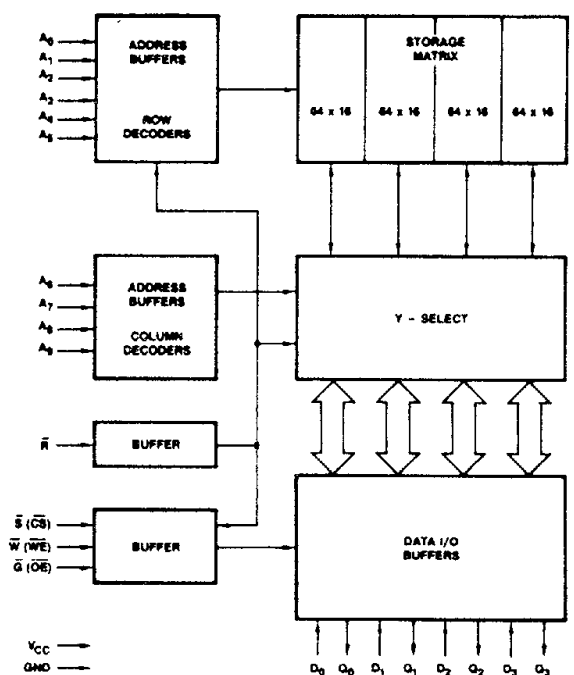 A0
A1
A2
A3
A4
A5
ADDRESS
BUFFERS
ROW
DECODERS
STORAGE
MATRIX
64 x 16
64 x 16
64 x 16
64 x 16
A6
A7
A8
A9
ADDRESS
BUFFERS
COLUMN
DECODERS
Y - SELECT
R̅
BUFFER
S̅ (C̅S̅)
W̅ (W̅E̅)
G̅ (O̅E̅)
BUFFER
DATA I/O
BUFFERS
VCC
GND
D0 Q0 D1 Q1 D2 Q2 D3 Q3